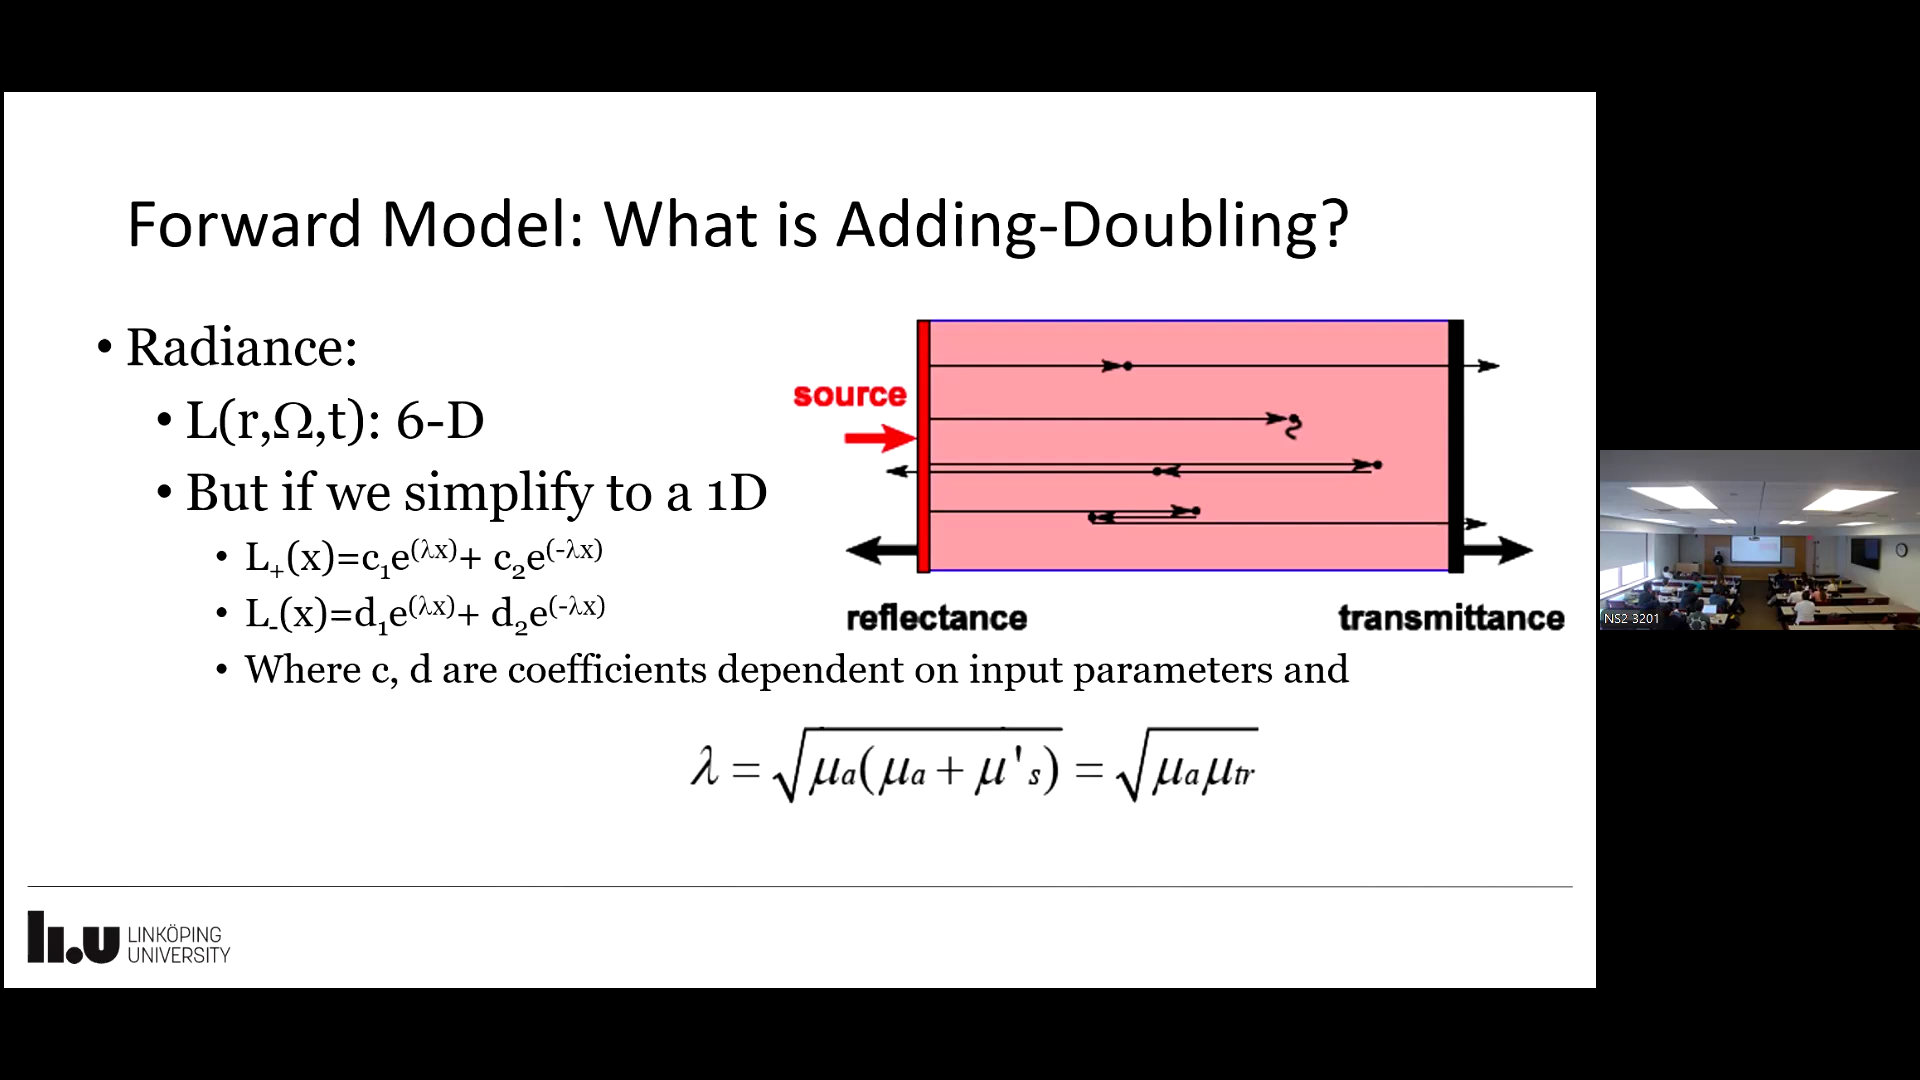 Forward Model: What is Adding-Doubling?
• Radiance:
• L(r,Ω,t): 6-D
• But if we simplify to a 1D
• L₊(x)=c₁e^(λx)+ c₂e^(-λx)
• L₋(x)=d₁e^(λx)+ d₂e^(-λx)
• Where c, d are coefficients dependent on input parameters and
λ = √(μa(μa + μ's)) = √(μaμtr)
source
reflectance
transmittance
LiU LINKÖPING
UNIVERSITY
NS2 3201